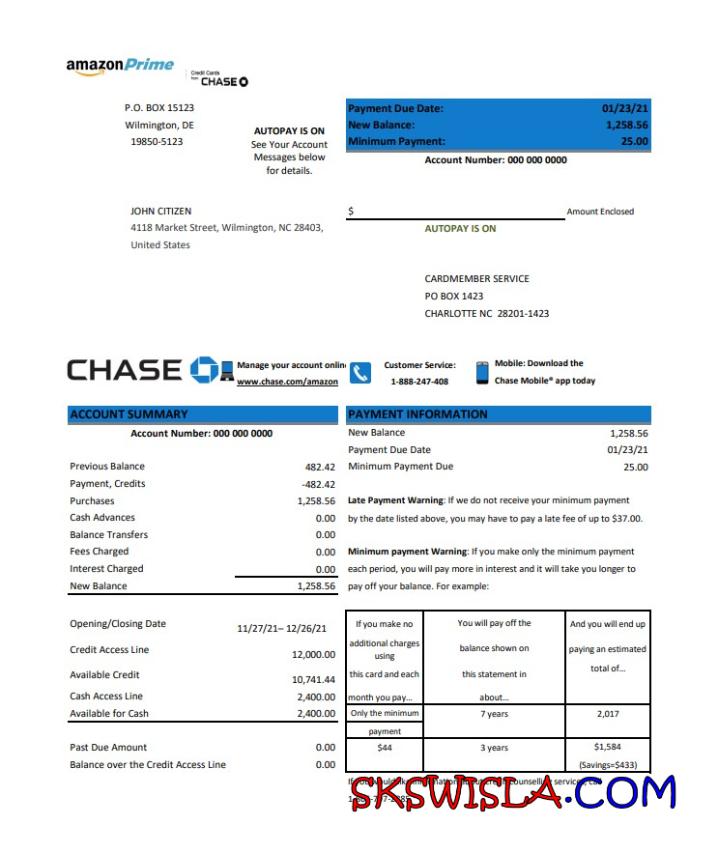 amazonPrime
Credit Cards
from CHASE
P.O. BOX 15123
Wilmington, DE
19850-5123
AUTOPAY IS ON
See Your Account
Messages below
for details.
Payment Due Date: 01/23/21
New Balance: 1,258.56
Minimum Payment: 25.00
Account Number: 000 000 0000
JOHN CITIZEN
4118 Market Street, Wilmington, NC 28403,
United States
$ Amount Enclosed
AUTOPAY IS ON
CARDMEMBER SERVICE
PO BOX 1423
CHARLOTTE NC 28201-1423
CHASE
Manage your account online
www.chase.com/amazon
Customer Service:
1-888-247-408
Mobile: Download the
Chase Mobile® app today
ACCOUNT SUMMARY
Account Number: 000 000 0000
Previous Balance 482.42
Payment, Credits -482.42
Purchases 1,258.56
Cash Advances 0.00
Balance Transfers 0.00
Fees Charged 0.00
Interest Charged 0.00
New Balance 1,258.56
Opening/Closing Date 11/27/21– 12/26/21
Credit Access Line 12,000.00
Available Credit 10,741.44
Cash Access Line 2,400.00
Available for Cash 2,400.00
Past Due Amount 0.00
Balance over the Credit Access Line 0.00
PAYMENT INFORMATION
New Balance 1,258.56
Payment Due Date 01/23/21
Minimum Payment Due 25.00
Late Payment Warning: If we do not receive your minimum payment
by the date listed above, you may have to pay a late fee of up to $37.00.
Minimum payment Warning: If you make only the minimum payment
each period, you will pay more in interest and it will take you longer to
pay off your balance. For example:
If you make no
additional charges
using
this card and each
month you pay...
You will pay off the
balance shown on
this statement in
about...
And you will end up
paying an estimated
total of...
Only the minimum
payment
7 years
2,017
$44
3 years
$1,584
(Savings=$433)
counselling services, call
SKSWISLA.COM